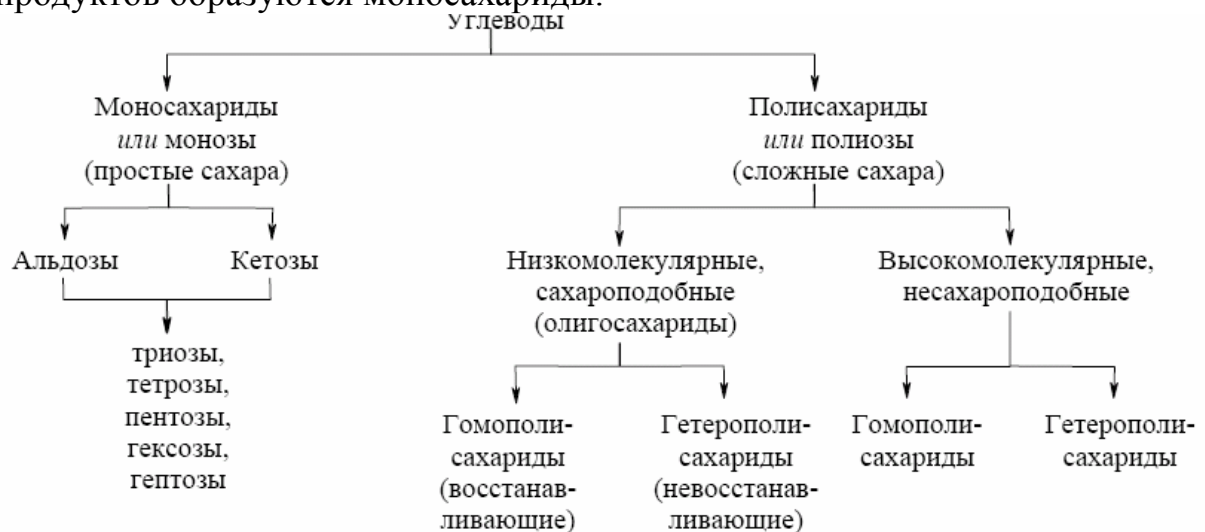 продуктов образуются моносахариды.
Углеводы
Моносахариды
или монозы
(простые сахара)
Полисахариды
или полиозы
(сложные сахара)
Альдозы
Кетозы
Низкомолекулярные,
сахароподобные
(олигосахариды)
Высокомолекулярные,
несахароподобные
триозы,
тетрозы,
пентозы,
гексозы,
гептозы
Гомополи-
сахариды
(восстанав-
ливающие)
Гетерополи-
сахариды
(невосстанав-
ливающие)
Гомополи-
сахариды
Гетерополи-
сахариды